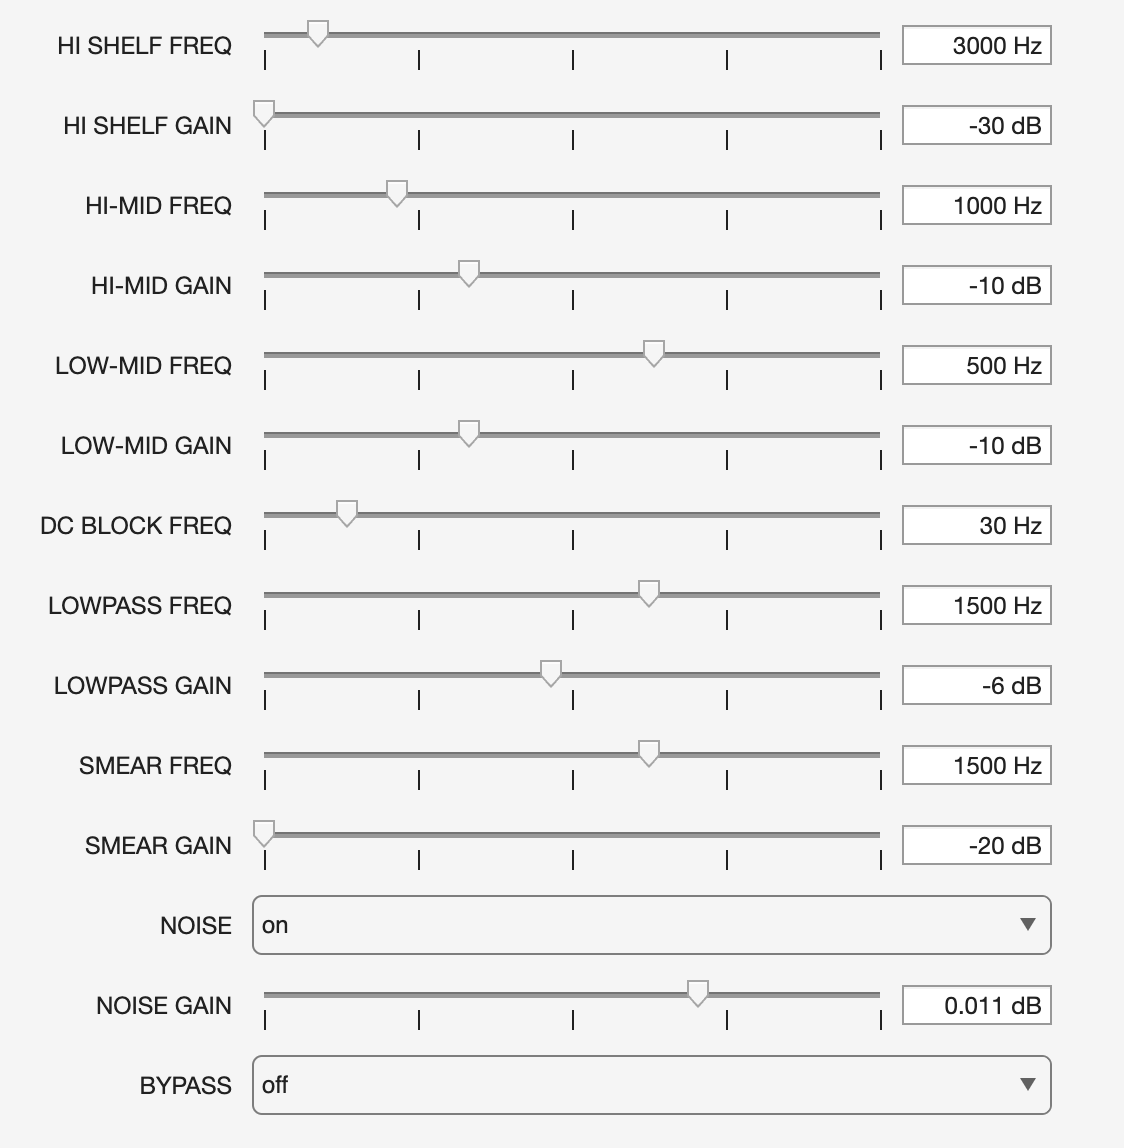 HI SHELF FREQ 3000 Hz
HI SHELF GAIN -30 dB
HI-MID FREQ 1000 Hz
HI-MID GAIN -10 dB
LOW-MID FREQ 500 Hz
LOW-MID GAIN -10 dB
DC BLOCK FREQ 30 Hz
LOWPASS FREQ 1500 Hz
LOWPASS GAIN -6 dB
SMEAR FREQ 1500 Hz
SMEAR GAIN -20 dB
NOISE on
NOISE GAIN 0.011 dB
BYPASS off